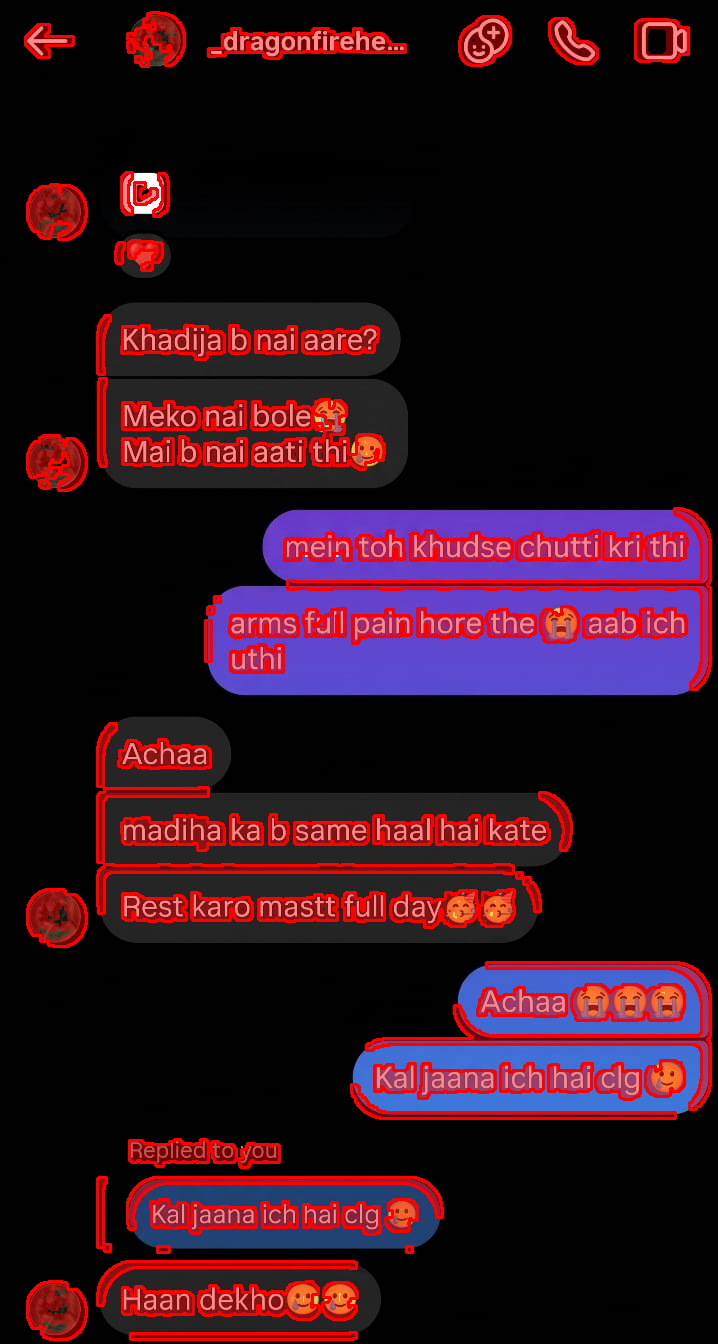 _dragonfirehe...
Khadija b nai aare?
Meko nai bole😭
Mai b nai aati thi🥲
mein toh khudse chutti kri thi
arms full pain hore the 😭 aab ich
uthi
Achaa
madiha ka b same haal hai kate
Rest karo mastt full day🥳🥳
Achaa 😭😭😭
Kal jaana ich hai clg 🙂
Replied to you
Kal jaana ich hai clg 🙂
Haan dekho🥲🥲